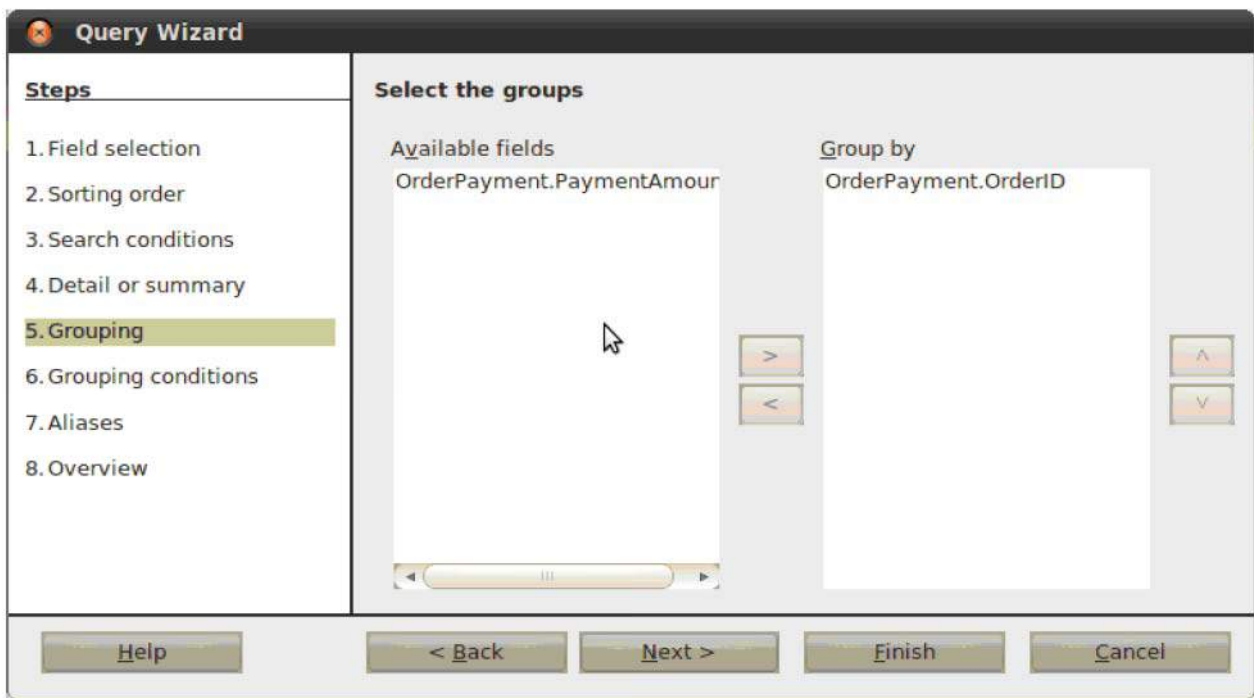 Query Wizard
Steps
1. Field selection
2. Sorting order
3. Search conditions
4. Detail or summary
5. Grouping
6. Grouping conditions
7. Aliases
8. Overview
Select the groups
Available fields
OrderPayment.PaymentAmour
Group by
OrderPayment.OrderID
>
<
^
v
Help
< Back
Next >
Finish
Cancel